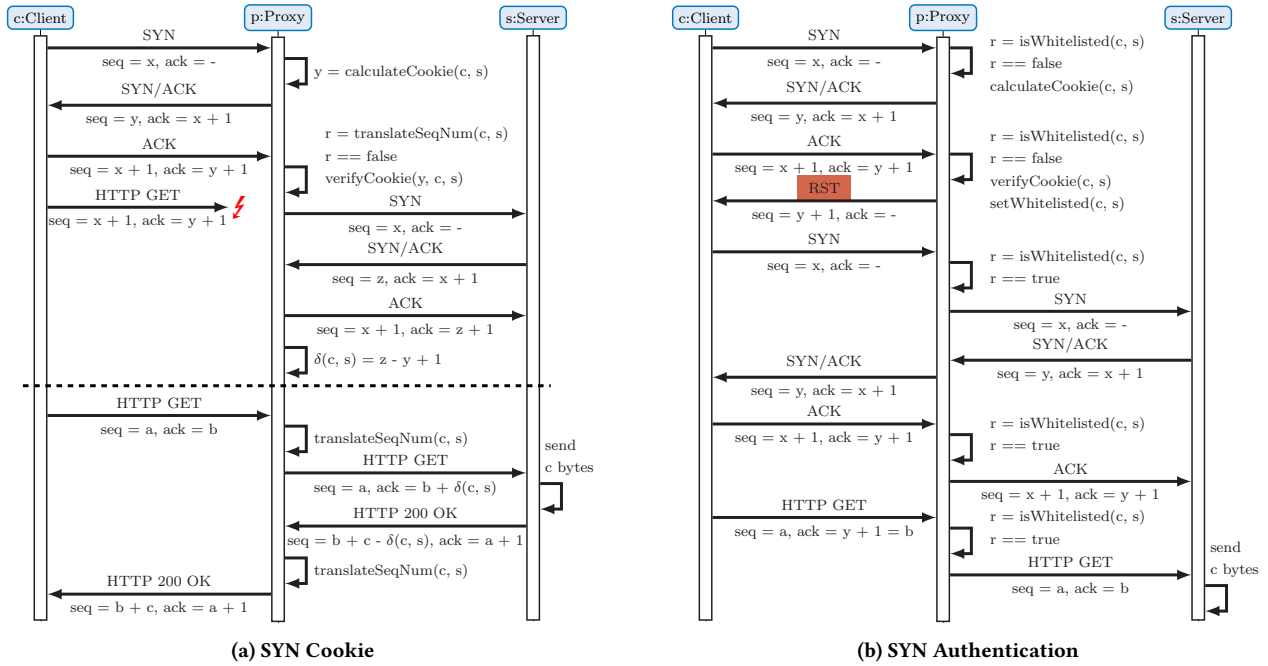 c:Client
p:Proxy
s:Server
SYN
seq = x, ack = -
y = calculateCookie(c, s)
SYN/ACK
seq = y, ack = x + 1
r = translateSeqNum(c, s)
r == false
verifyCookie(y, c, s)
ACK
seq = x + 1, ack = y + 1
HTTP GET
seq = x + 1, ack = y + 1
SYN
seq = x, ack = -
SYN/ACK
seq = z, ack = x + 1
ACK
seq = x + 1, ack = z + 1
δ(c, s) = z - y + 1
HTTP GET
seq = a, ack = b
translateSeqNum(c, s)
HTTP GET
seq = a, ack = b + δ(c, s)
send
c bytes
HTTP 200 OK
seq = b + c - δ(c, s), ack = a + 1
translateSeqNum(c, s)
HTTP 200 OK
seq = b + c, ack = a + 1
(a) SYN Cookie
c:Client
p:Proxy
s:Server
SYN
seq = x, ack = -
r = isWhitelisted(c, s)
r == false
calculateCookie(c, s)
SYN/ACK
seq = y, ack = x + 1
ACK
seq = x + 1, ack = y + 1
r = isWhitelisted(c, s)
r == false
verifyCookie(c, s)
setWhitelisted(c, s)
RST
seq = y + 1, ack = -
SYN
seq = x, ack = -
r = isWhitelisted(c, s)
r == true
SYN
seq = x, ack = -
SYN/ACK
seq = y, ack = x + 1
SYN/ACK
seq = y, ack = x + 1
ACK
seq = x + 1, ack = y + 1
r = isWhitelisted(c, s)
r == true
ACK
seq = x + 1, ack = y + 1
HTTP GET
seq = a, ack = y + 1 = b
r = isWhitelisted(c, s)
r == true
HTTP GET
seq = a, ack = b
send
c bytes
(b) SYN Authentication